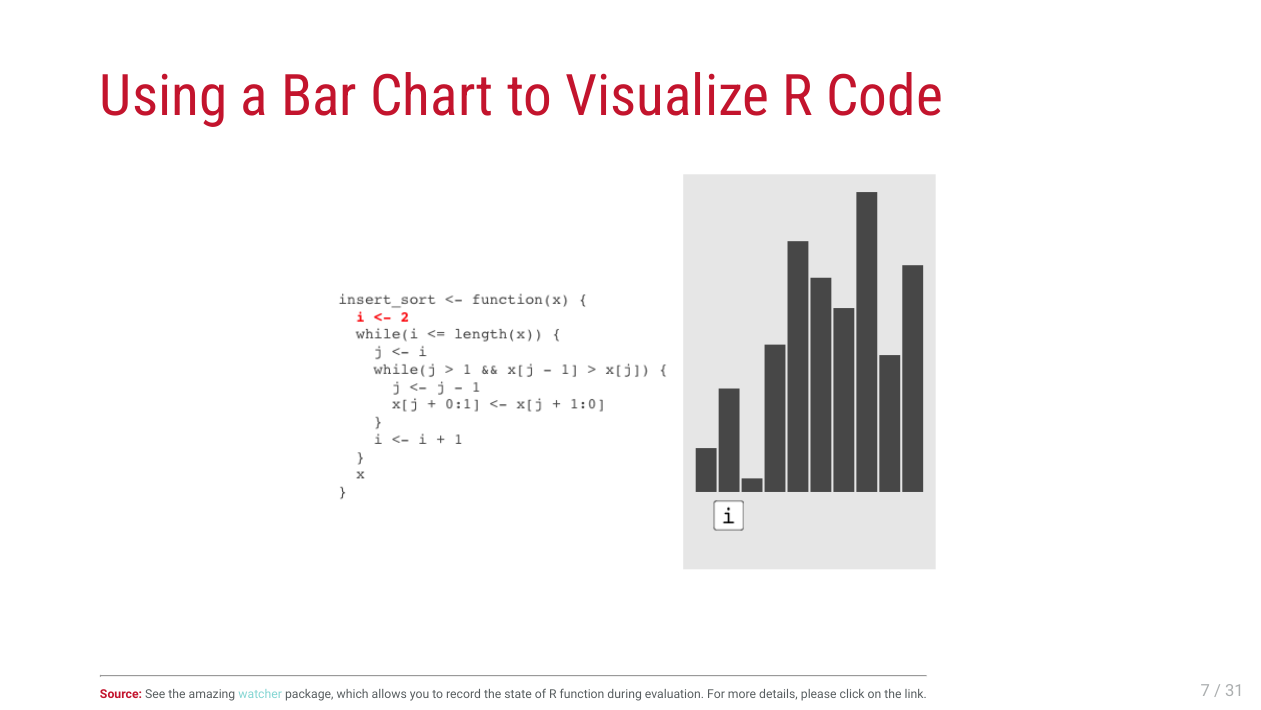 Using a Bar Chart to Visualize R Code
insert_sort <- function(x) {
  i <- 2
  while(i <= length(x)) {
    j <- i
    while(j > 1 && x[j - 1] > x[j]) {
      j <- j - 1
      x[j + 0:1] <- x[j + 1:0]
    }
    i <- i + 1
  }
  x
}
i
Source: See the amazing watcher package, which allows you to record the state of R function during evaluation. For more details, please click on the link.
7 / 31